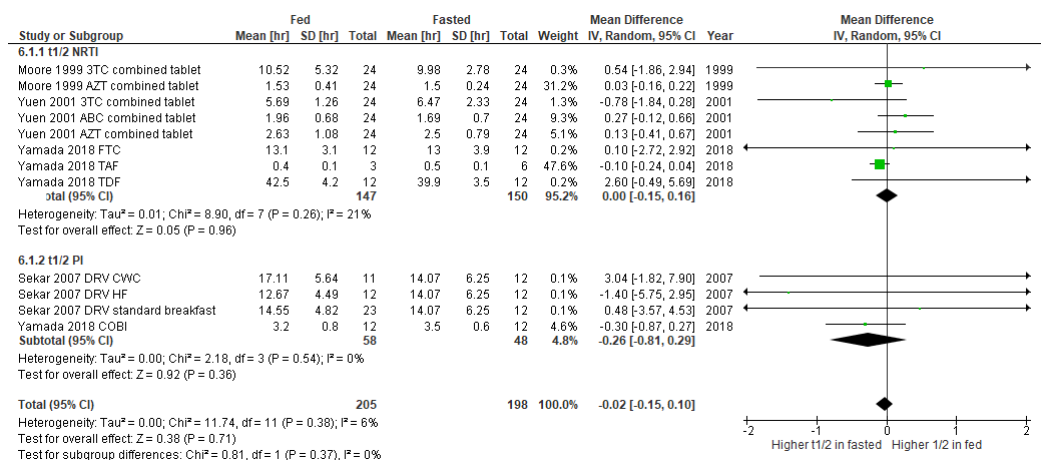 Fed Fasted Mean Difference Mean Difference
Study or Subgroup Mean [hr] SD [hr] Total Mean [hr] SD [hr] Total Weight IV, Random, 95% CI Year IV, Random, 95% CI
6.1.1 t1/2 NRTI
Moore 1999 3TC combined tablet 10.52 5.32 24 9.98 2.78 24 0.3% 0.54 [-1.86, 2.94] 1999
Moore 1999 AZT combined tablet 1.53 0.41 24 1.5 0.24 24 31.2% 0.03 [-0.16, 0.22] 1999
Yuen 2001 3TC combined tablet 5.69 1.26 24 6.47 2.33 24 1.3% -0.78 [-1.84, 0.28] 2001
Yuen 2001 ABC combined tablet 1.96 0.68 24 1.69 0.7 24 9.3% 0.27 [-0.12, 0.66] 2001
Yuen 2001 AZT combined tablet 2.63 1.08 24 2.5 0.79 24 5.1% 0.13 [-0.41, 0.67] 2001
Yamada 2018 FTC 13.1 3.1 12 13 3.9 12 0.2% 0.10 [-2.72, 2.92] 2018
Yamada 2018 TAF 0.4 0.1 3 0.5 0.1 6 47.6% -0.10 [-0.24, 0.04] 2018
Yamada 2018 TDF 42.5 4.2 12 39.9 3.5 12 0.2% 2.60 [-0.49, 5.69] 2018
otal (95% CI) 147 150 95.2% 0.00 [-0.15, 0.16]
Heterogeneity: Tau² = 0.01; Chi² = 8.90, df = 7 (P = 0.26); I² = 21%
Test for overall effect: Z = 0.05 (P = 0.96)
6.1.2 t1/2 PI
Sekar 2007 DRV CWC 17.11 5.64 11 14.07 6.25 12 0.1% 3.04 [-1.82, 7.90] 2007
Sekar 2007 DRV HF 12.67 4.49 12 14.07 6.25 12 0.1% -1.40 [-5.75, 2.95] 2007
Sekar 2007 DRV standard breakfast 14.55 4.82 23 14.07 6.25 12 0.1% 0.48 [-3.57, 4.53] 2007
Yamada 2018 COBI 3.2 0.8 12 3.5 0.6 12 4.6% -0.30 [-0.87, 0.27] 2018
Subtotal (95% CI) 58 48 4.8% -0.26 [-0.81, 0.29]
Heterogeneity: Tau² = 0.00; Chi² = 2.18, df = 3 (P = 0.54); I² = 0%
Test for overall effect: Z = 0.92 (P = 0.36)
Total (95% CI) 205 198 100.0% -0.02 [-0.15, 0.10]
Heterogeneity: Tau² = 0.00; Chi² = 11.74, df = 11 (P = 0.38); I² = 6%
Test for overall effect: Z = 0.38 (P = 0.71)
Test for subgroup differences: Chi² = 0.81, df = 1 (P = 0.37), I² = 0%
-2 -1 0 1 2
Higher t1/2 in fasted Higher 1/2 in fed